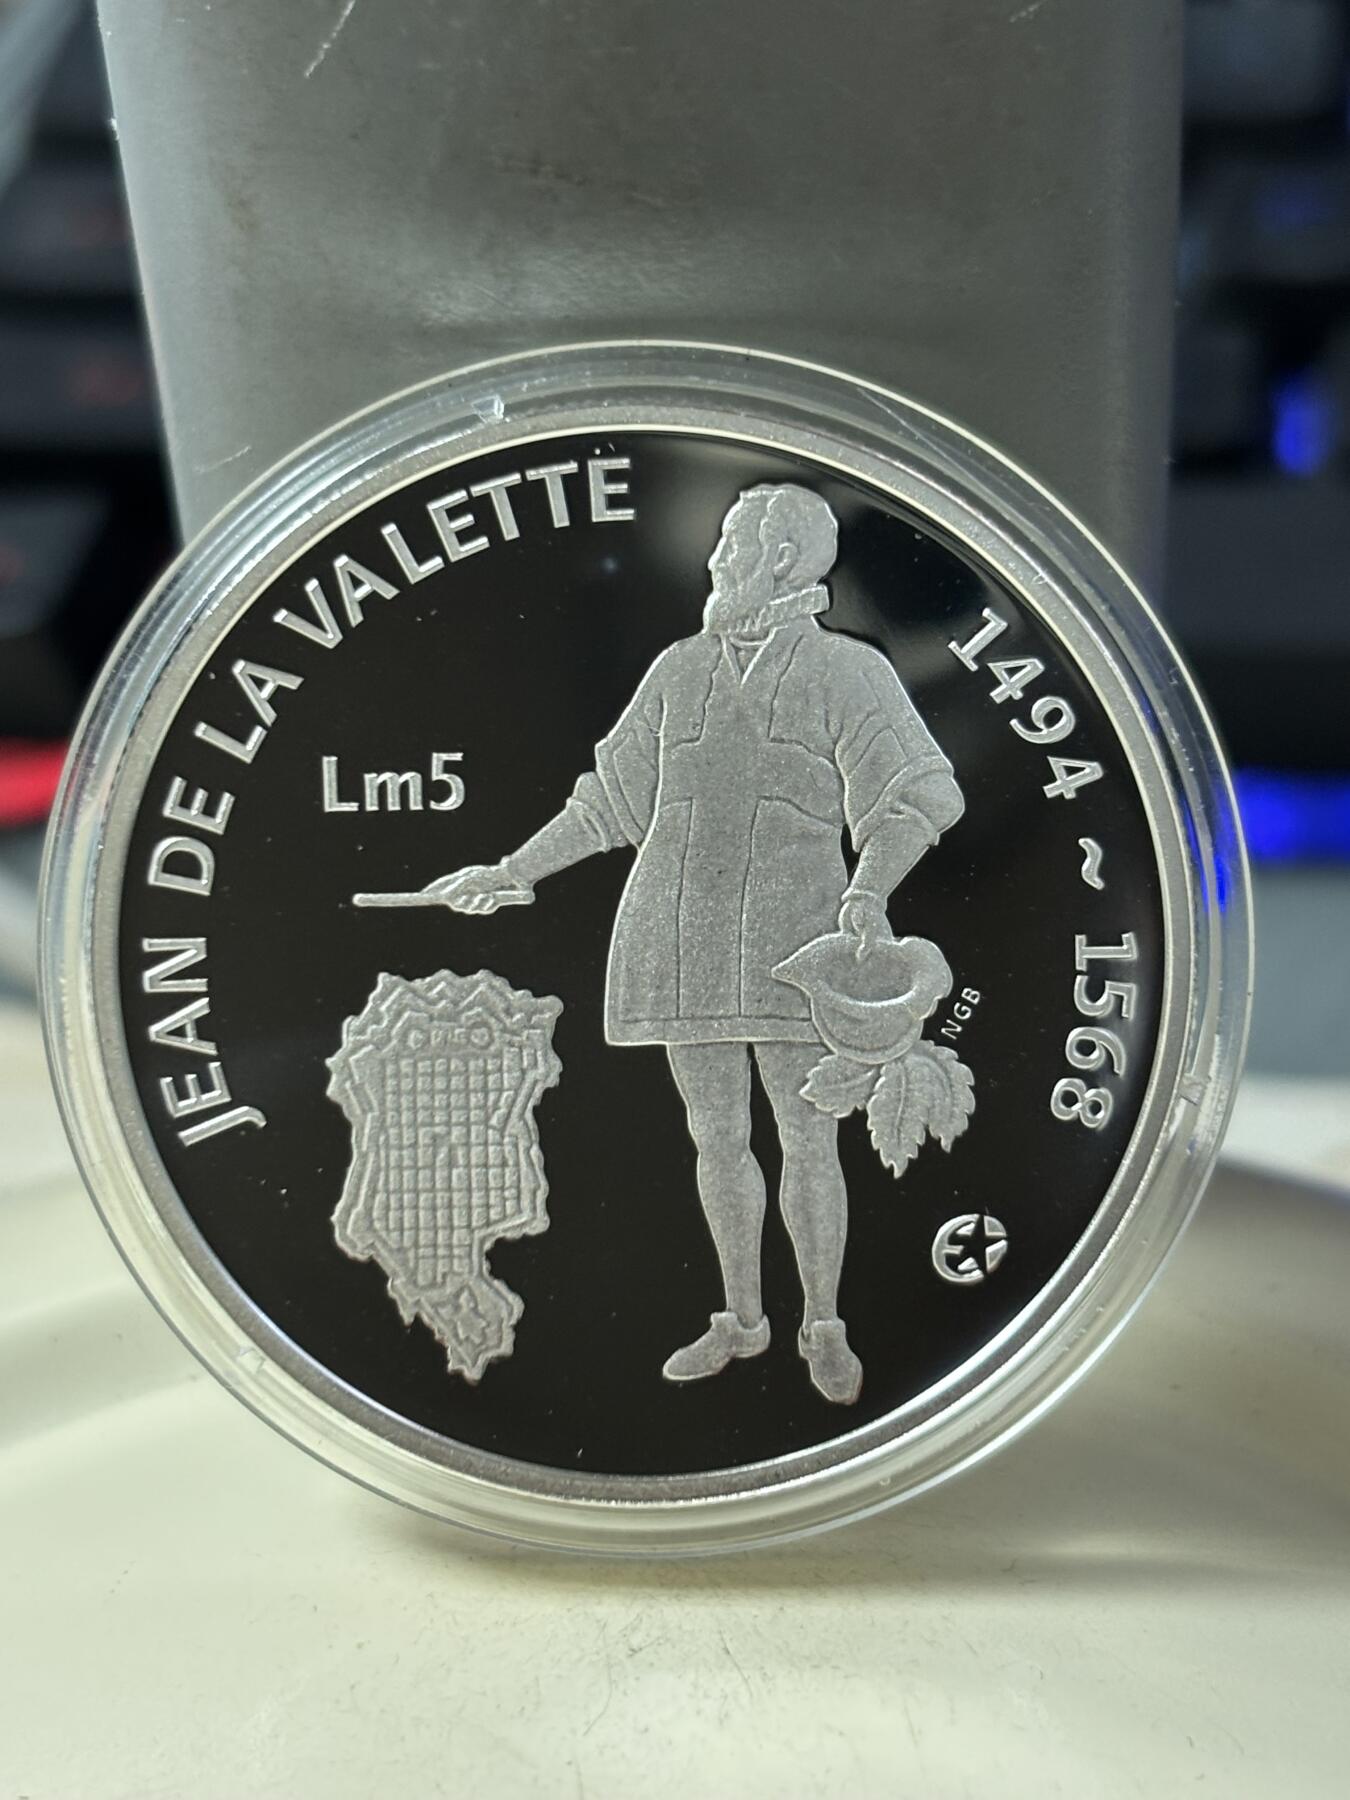 JEAN DE LA VALETTE
1494 ~ 1568
Lm5
NGB